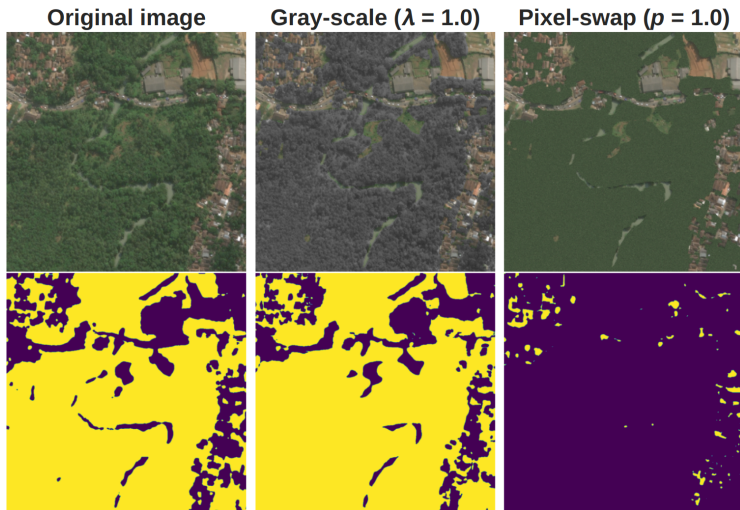 Original image
Gray-scale (λ = 1.0)
Pixel-swap (p = 1.0)